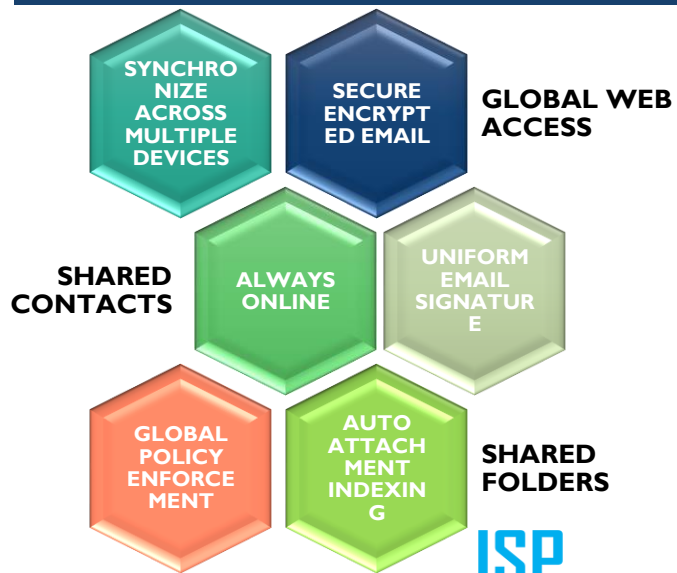 SYNCHRO
NIZE
ACROSS
MULTIPLE
DEVICES
SECURE
ENCRYPT
ED EMAIL
GLOBAL WEB
ACCESS
SHARED
CONTACTS
ALWAYS
ONLINE
UNIFORM
EMAIL
SIGNATUR
E
GLOBAL
POLICY
ENFORCE
MENT
AUTO
ATTACH
MENT
INDEXIN
G
SHARED
FOLDERS
ISP